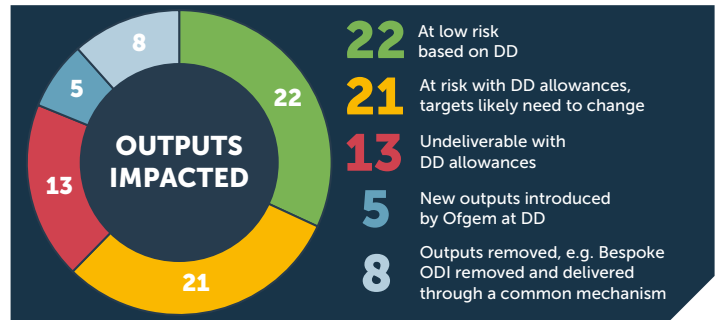 8
5
22
OUTPUTS
IMPACTED
13
21
22
At low risk
based on DD
21
At risk with DD allowances,
targets likely need to change
13
Undeliverable with
DD allowances
5
New outputs introduced
by Ofgem at DD
8
Outputs removed, e.g. Bespoke
ODI removed and delivered
through a common mechanism